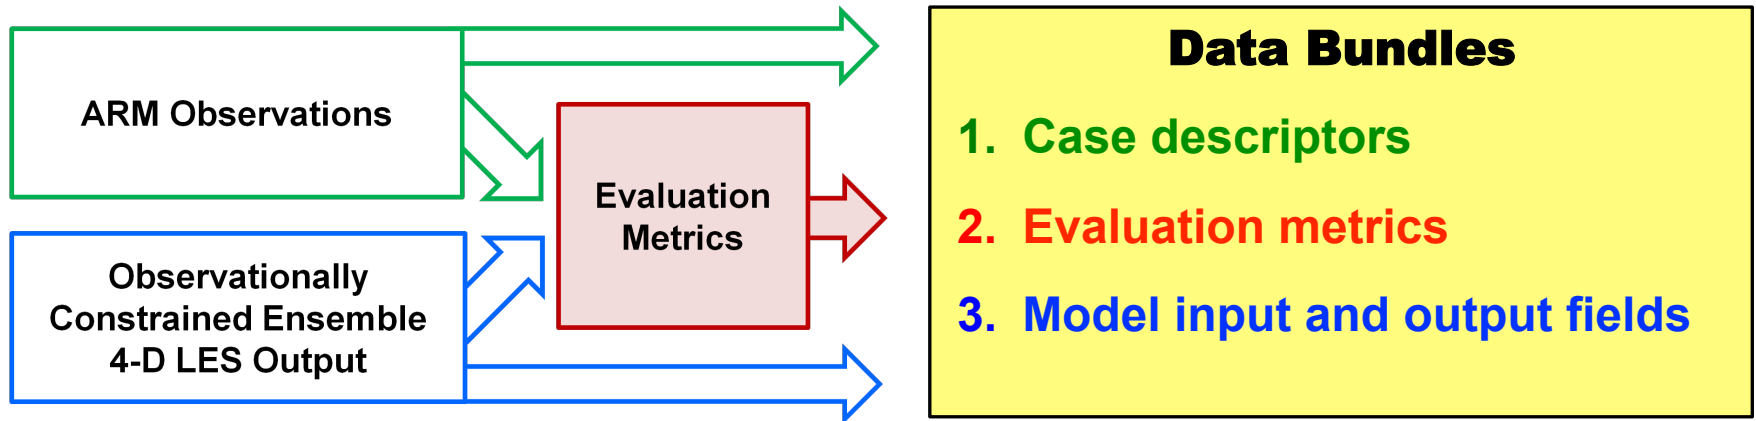 ARM Observations
Observationally
Constrained Ensemble
4-D LES Output
Evaluation
Metrics
Data Bundles
1. Case descriptors
2. Evaluation metrics
3. Model input and output fields